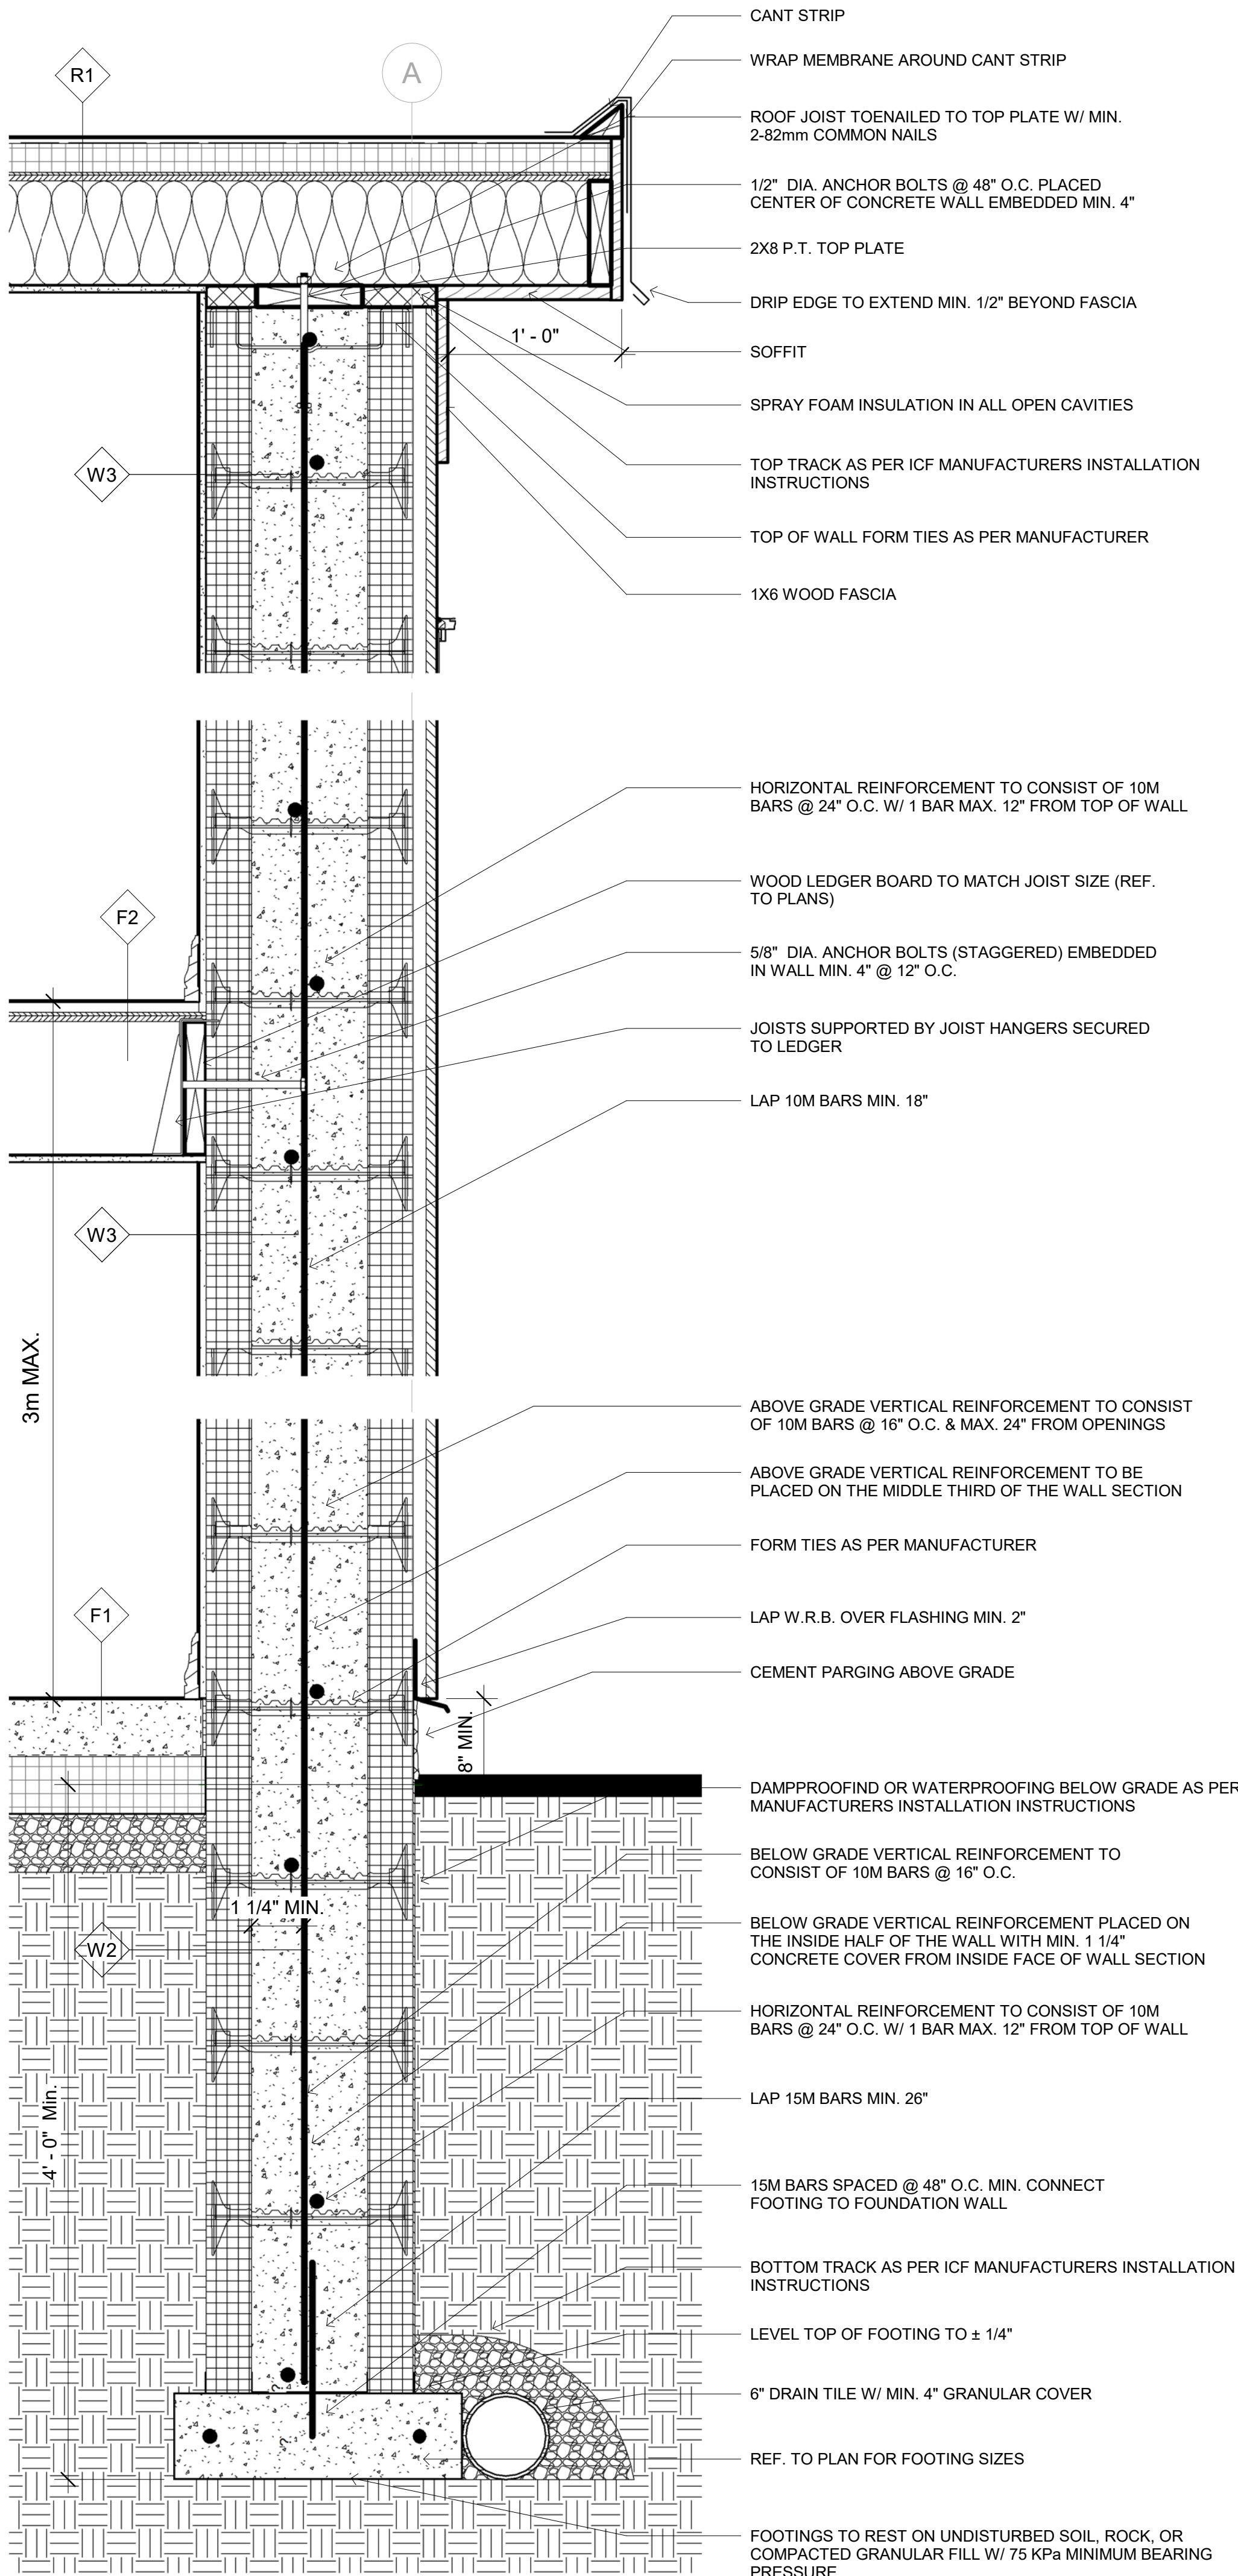 CANT STRIP
WRAP MEMBRANE AROUND CANT STRIP
R1
A
ROOF JOIST TOENAILED TO TOP PLATE W/ MIN.
2-82mm COMMON NAILS
1/2" DIA. ANCHOR BOLTS @ 48" O.C. PLACED
CENTER OF CONCRETE WALL EMBEDDED MIN. 4"
2X8 P.T. TOP PLATE
DRIP EDGE TO EXTEND MIN. 1/2" BEYOND FASCIA
1' - 0"
SOFFIT
SPRAY FOAM INSULATION IN ALL OPEN CAVITIES
W3
TOP TRACK AS PER ICF MANUFACTURERS INSTALLATION
INSTRUCTIONS
TOP OF WALL FORM TIES AS PER MANUFACTURER
1X6 WOOD FASCIA
HORIZONTAL REINFORCEMENT TO CONSIST OF 10M
BARS @ 24" O.C. W/ 1 BAR MAX. 12" FROM TOP OF WALL
WOOD LEDGER BOARD TO MATCH JOIST SIZE (REF.
TO PLANS)
F2
5/8" DIA. ANCHOR BOLTS (STAGGERED) EMBEDDED
IN WALL MIN. 4" @ 12" O.C.
JOISTS SUPPORTED BY JOIST HANGERS SECURED
TO LEDGER
LAP 10M BARS MIN. 18"
W3
3m MAX.
ABOVE GRADE VERTICAL REINFORCEMENT TO CONSIST
OF 10M BARS @ 16" O.C. & MAX. 24" FROM OPENINGS
ABOVE GRADE VERTICAL REINFORCEMENT TO BE
PLACED ON THE MIDDLE THIRD OF THE WALL SECTION
FORM TIES AS PER MANUFACTURER
F1
LAP W.R.B. OVER FLASHING MIN. 2"
CEMENT PARGING ABOVE GRADE
8" MIN.
DAMPPROOFIND OR WATERPROOFING BELOW GRADE AS PER
MANUFACTURERS INSTALLATION INSTRUCTIONS
BELOW GRADE VERTICAL REINFORCEMENT TO
CONSIST OF 10M BARS @ 16" O.C.
1 1/4" MIN.
W2
BELOW GRADE VERTICAL REINFORCEMENT PLACED ON
THE INSIDE HALF OF THE WALL WITH MIN. 1 1/4"
CONCRETE COVER FROM INSIDE FACE OF WALL SECTION
HORIZONTAL REINFORCEMENT TO CONSIST OF 10M
BARS @ 24" O.C. W/ 1 BAR MAX. 12" FROM TOP OF WALL
4' - 0" Min.
LAP 15M BARS MIN. 26"
15M BARS SPACED @ 48" O.C. MIN. CONNECT
FOOTING TO FOUNDATION WALL
BOTTOM TRACK AS PER ICF MANUFACTURERS INSTALLATION
INSTRUCTIONS
LEVEL TOP OF FOOTING TO ± 1/4"
6" DRAIN TILE W/ MIN. 4" GRANULAR COVER
REF. TO PLAN FOR FOOTING SIZES
FOOTINGS TO REST ON UNDISTURBED SOIL, ROCK, OR
COMPACTED GRANULAR FILL W/ 75 KPa MINIMUM BEARING
PRESSURE